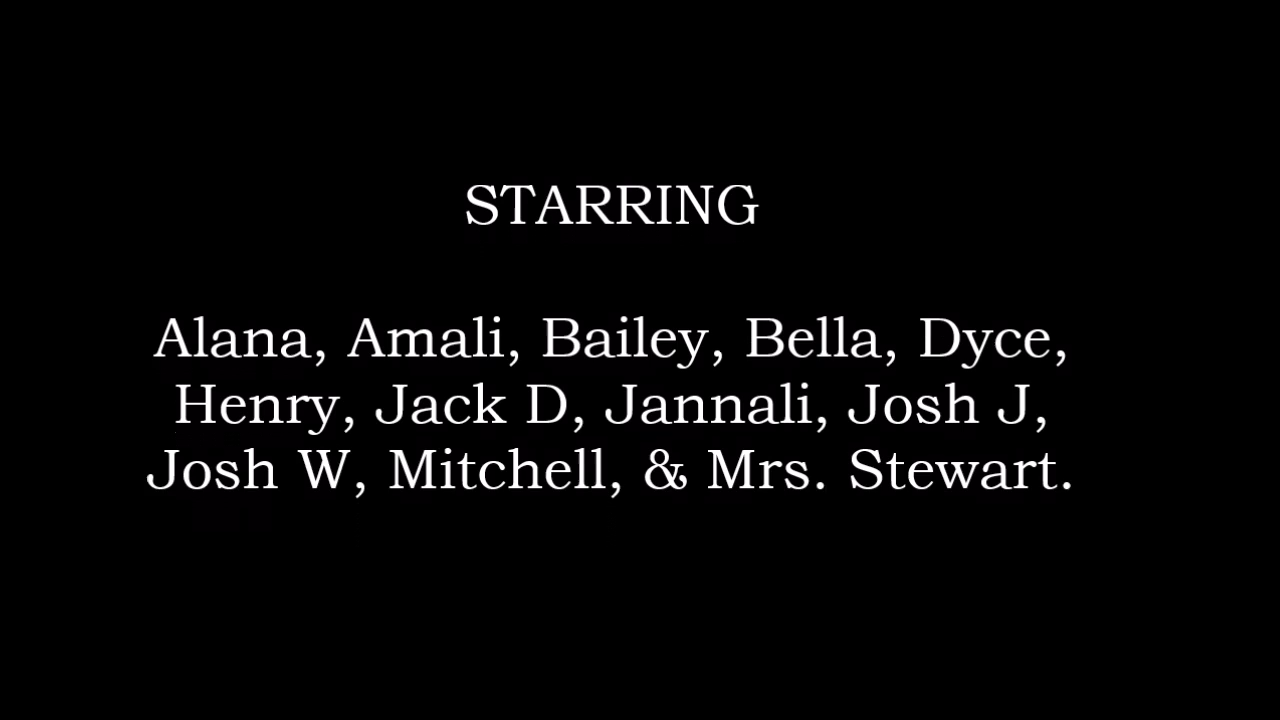 STARRING
Alana, Amali, Bailey, Bella, Dyce,
Henry, Jack D, Jannali, Josh J,
Josh W, Mitchell, & Mrs. Stewart.